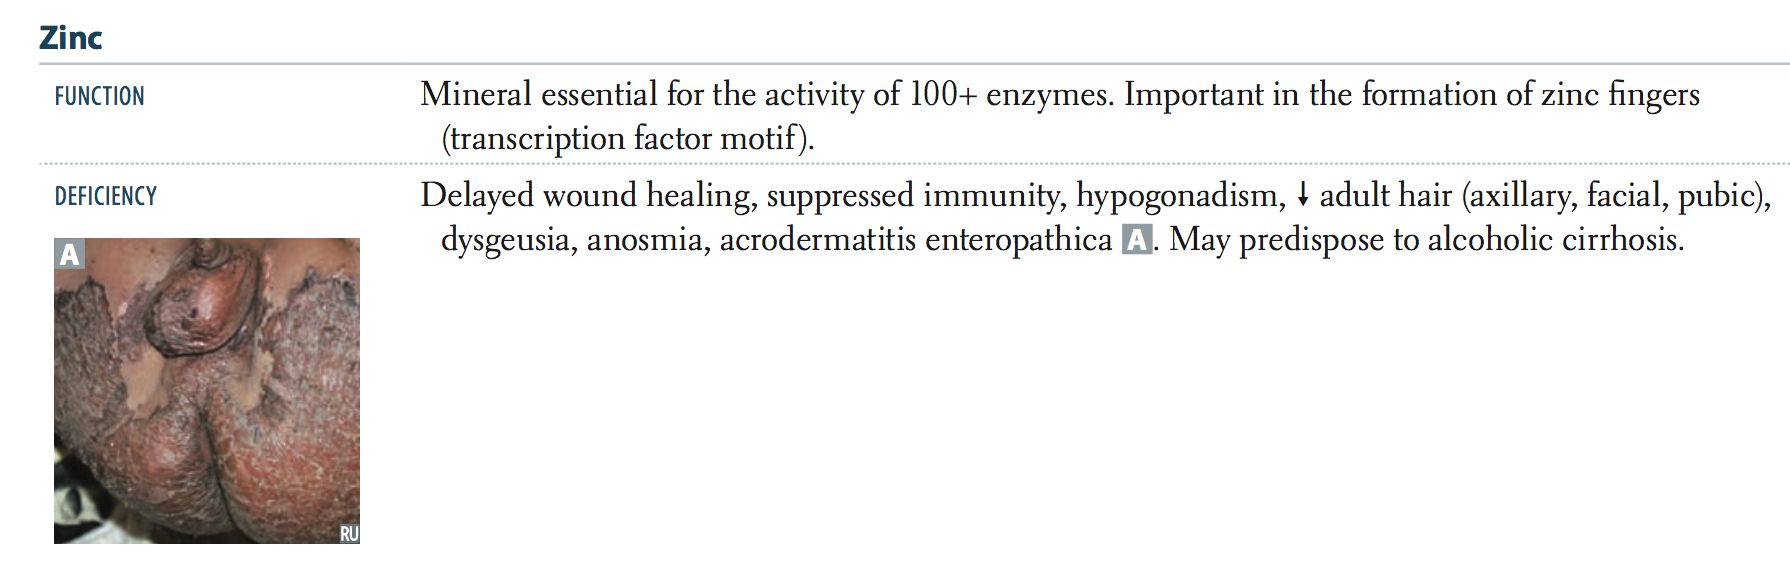 Zinc
FUNCTION
Mineral essential for the activity of 100+ enzymes. Important in the formation of zinc fingers
(transcription factor motif).
DEFICIENCY
Delayed wound healing, suppressed immunity, hypogonadism, ↓ adult hair (axillary, facial, pubic),
dysgeusia, anosmia, acrodermatitis enteropathica A. May predispose to alcoholic cirrhosis.
A
RU